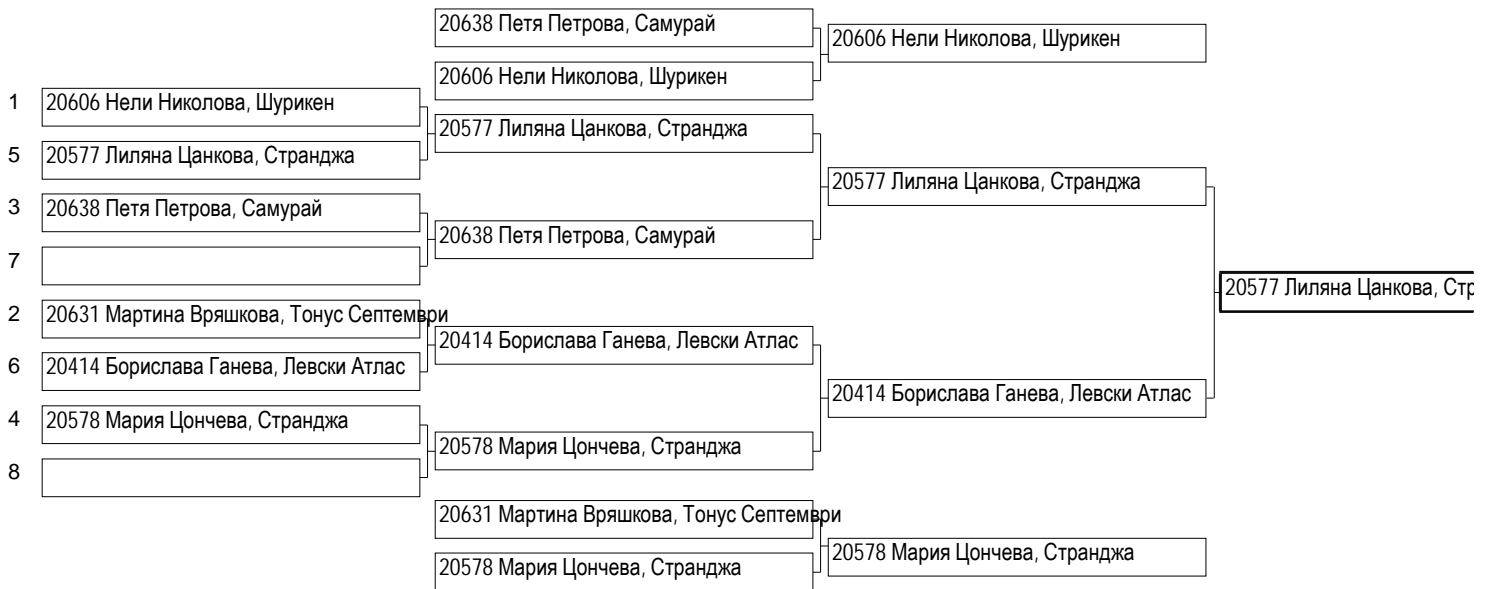 20638 Петя Петрова, Самурай
20606 Нели Николова, Шурикен
20606 Нели Николова, Шурикен
1 20606 Нели Николова, Шурикен
20577 Лиляна Цанкова, Странджа
5 20577 Лиляна Цанкова, Странджа
20577 Лиляна Цанкова, Странджа
3 20638 Петя Петрова, Самурай
20638 Петя Петрова, Самурай
7
20577 Лиляна Цанкова, Стр
2 20631 Мартина Вряшкова, Тонус Септември
20414 Борислава Ганева, Левски Атлас
6 20414 Борислава Ганева, Левски Атлас
20414 Борислава Ганева, Левски Атлас
4 20578 Мария Цончева, Странджа
20578 Мария Цончева, Странджа
8
20631 Мартина Вряшкова, Тонус Септември
20578 Мария Цончева, Странджа
20578 Мария Цончева, Странджа